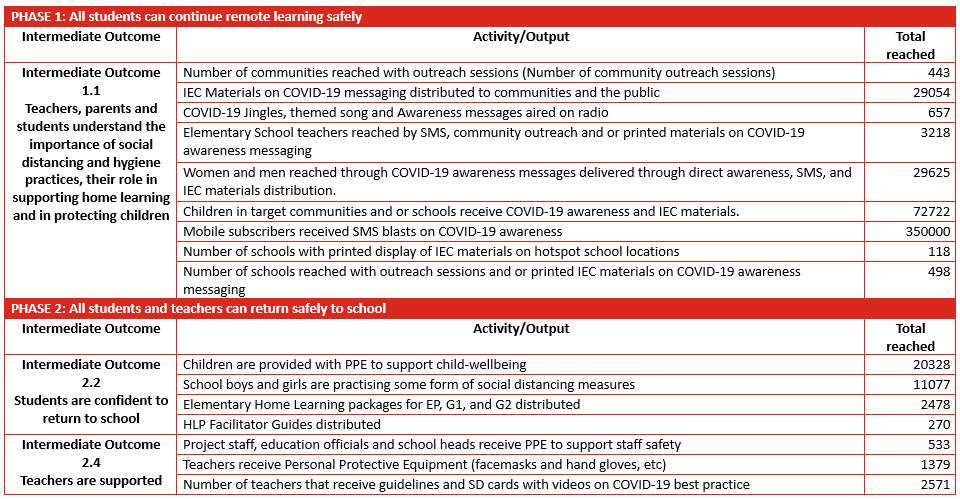 PHASE 1: All students can continue remote learning safely
Intermediate Outcome
Activity/Output
Total
reached
Intermediate Outcome
1.1
Teachers, parents and
students understand the
importance of social
distancing and hygiene
practices, their role in
supporting home learning
and in protecting children
Number of communities reached with outreach sessions (Number of community outreach sessions)
443
IEC Materials on COVID-19 messaging distributed to communities and the public
29054
COVID-19 Jingles, themed song and Awareness messages aired on radio
657
Elementary School teachers reached by SMS, community outreach and or printed materials on COVID-19
awareness messaging
3218
Women and men reached through COVID-19 awareness messages delivered through direct awareness, SMS, and
IEC materials distribution.
29625
Children in target communities and or schools receive COVID-19 awareness and IEC materials.
72722
Mobile subscribers received SMS blasts on COVID-19 awareness
350000
Number of schools with printed display of IEC materials on hotspot school locations
118
Number of schools reached with outreach sessions and or printed IEC materials on COVID-19 awareness
messaging
498
PHASE 2: All students and teachers can return safely to school
Intermediate Outcome
Activity/Output
Total
reached
Intermediate Outcome
2.2
Students are confident to
return to school
Children are provided with PPE to support child-wellbeing
20328
School boys and girls are practising some form of social distancing measures
11077
Elementary Home Learning packages for EP, G1, and G2 distributed
2478
HLP Facilitator Guides distributed
270
Intermediate Outcome
2.4
Teachers are supported
Project staff, education officials and school heads receive PPE to support staff safety
533
Teachers receive Personal Protective Equipment (facemasks and hand gloves, etc)
1379
Number of teachers that receive guidelines and SD cards with videos on COVID-19 best practice
2571